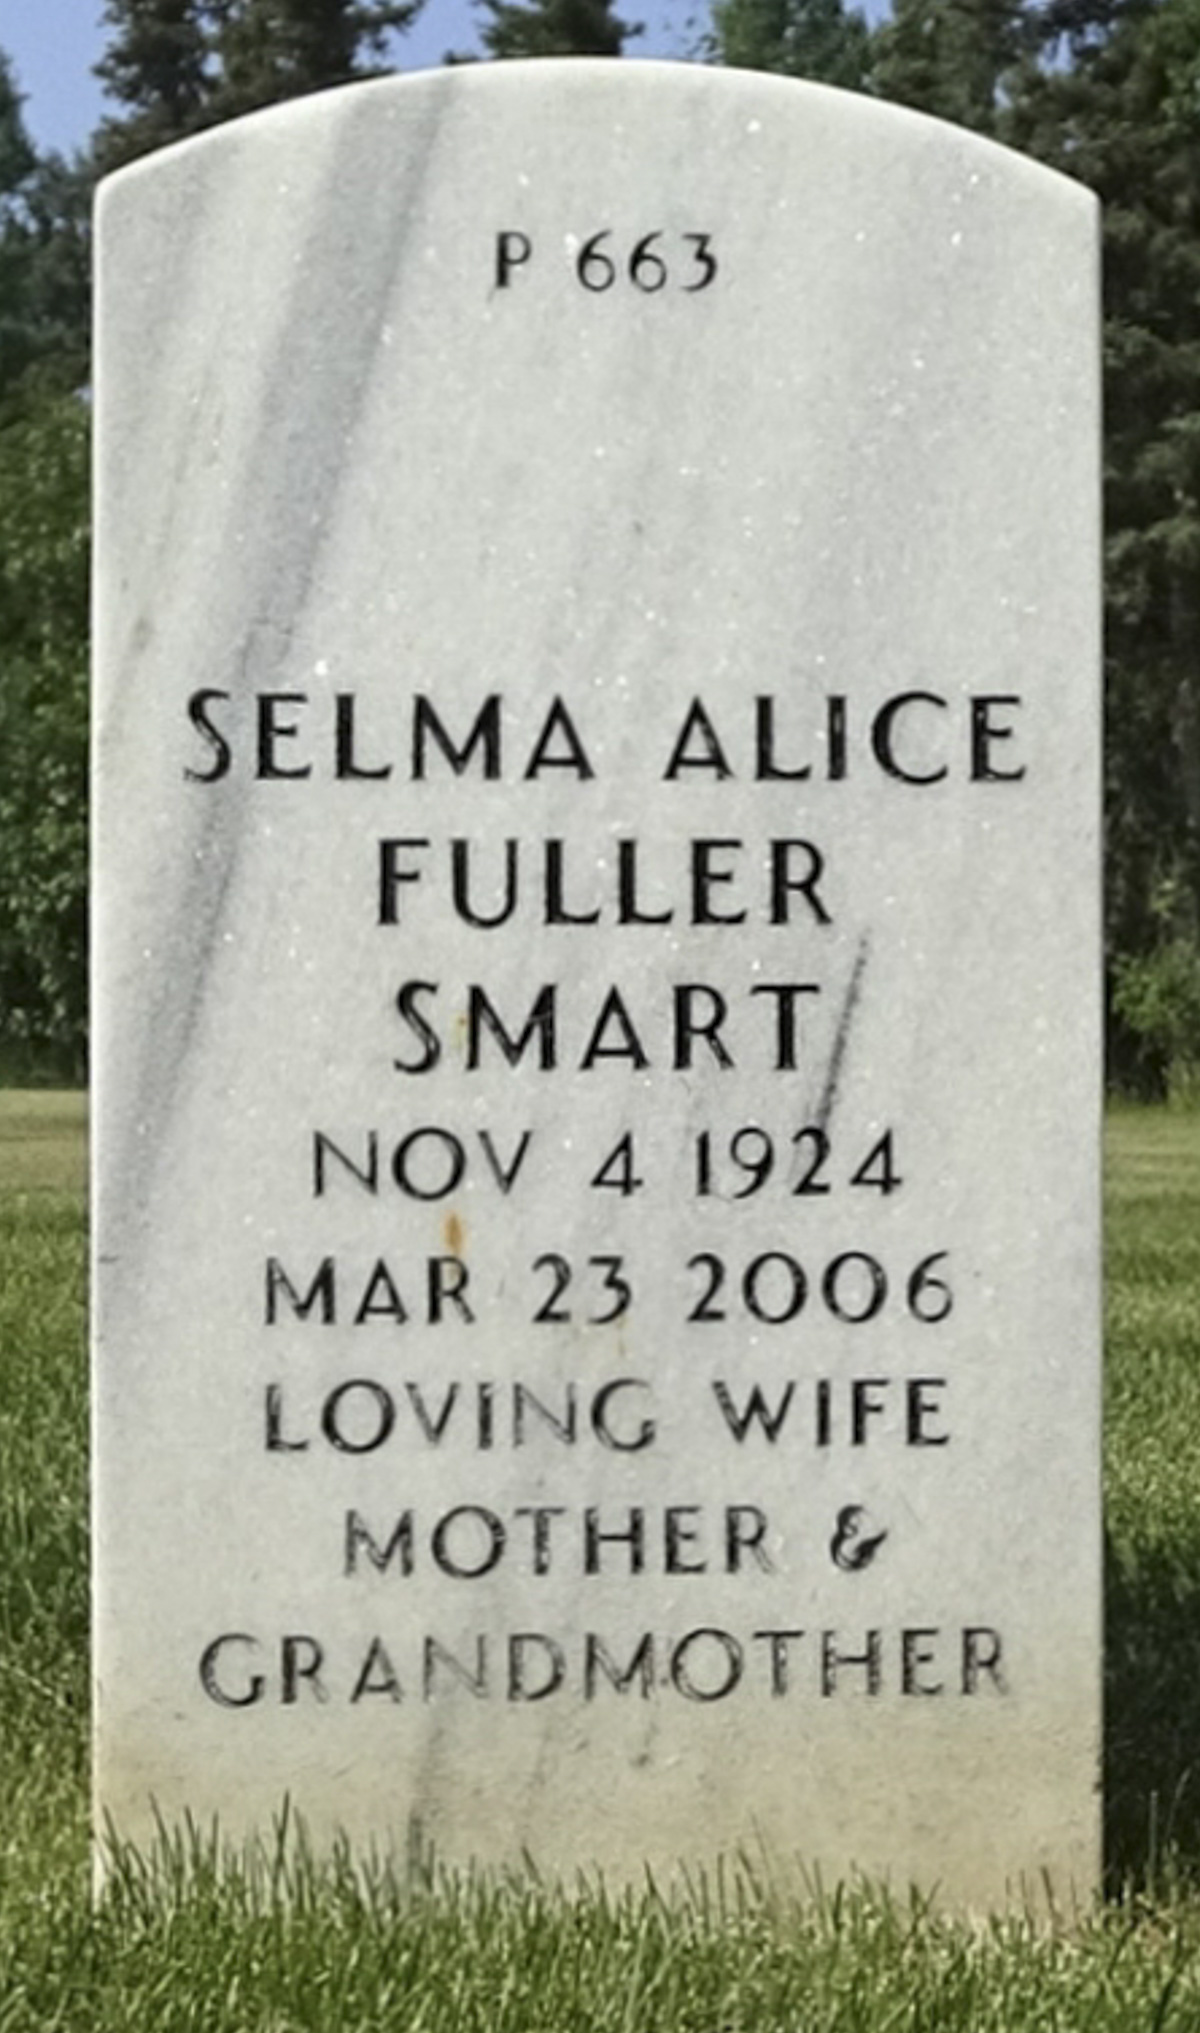 P 663
SELMA ALICE
FULLER
SMART
NOV 4 1924
MAR 23 2006
LOVING WIFE
MOTHER &
GRANDMOTHER